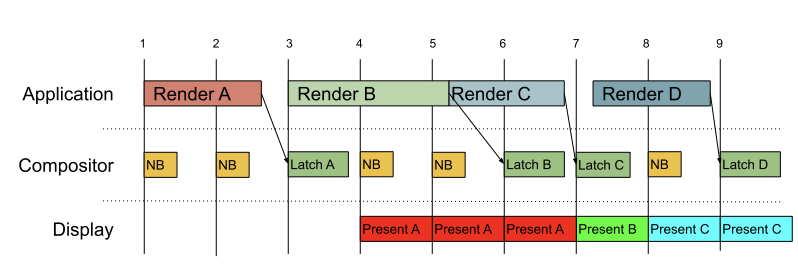 1 2 3 4 5 6 7 8 9
Application Render A Render B Render C Render D
Compositor NB NB Latch A NB NB Latch B Latch C NB Latch D
Display Present A Present A Present A Present B Present C Present C